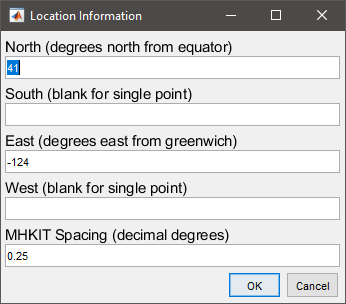 Location Information
North (degrees north from equator)
41
South (blank for single point)
East (degrees east from greenwich)
-124
West (blank for single point)
MHKIT Spacing (decimal degrees)
0.25
OK Cancel